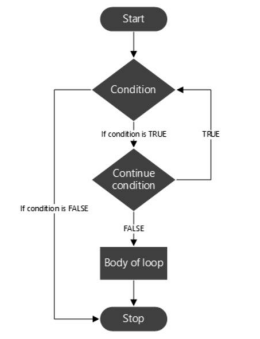 Start
Condition
If condition is TRUE
TRUE
Continue
condition
If condition is FALSE
FALSE
Body of loop
Stop